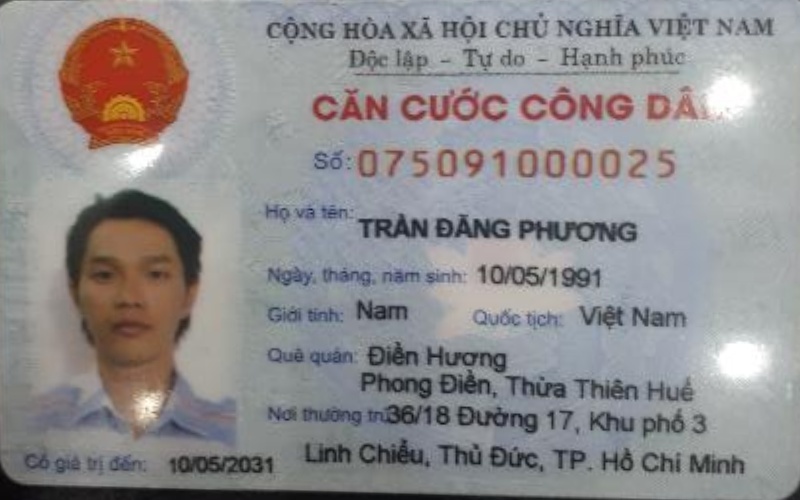 CỘNG HÒA XÃ HỘI CHỦ NGHĨA VIỆT NAM
Độc lập - Tự do - Hạnh phúc
CĂN CƯỚC CÔNG DÂN
Số: 075091000025
Họ và tên: TRẦN ĐĂNG PHƯƠNG
Ngày, tháng, năm sinh: 10/05/1991
Giới tính: Nam Quốc tịch: Việt Nam
Quê quán: Điền Hương
Phong Điền, Thừa Thiên Huế
Nơi thường trú: 36/18 Đường 17, Khu phố 3
Linh Chiểu, Thủ Đức, TP. Hồ Chí Minh
Có giá trị đến: 10/05/2031